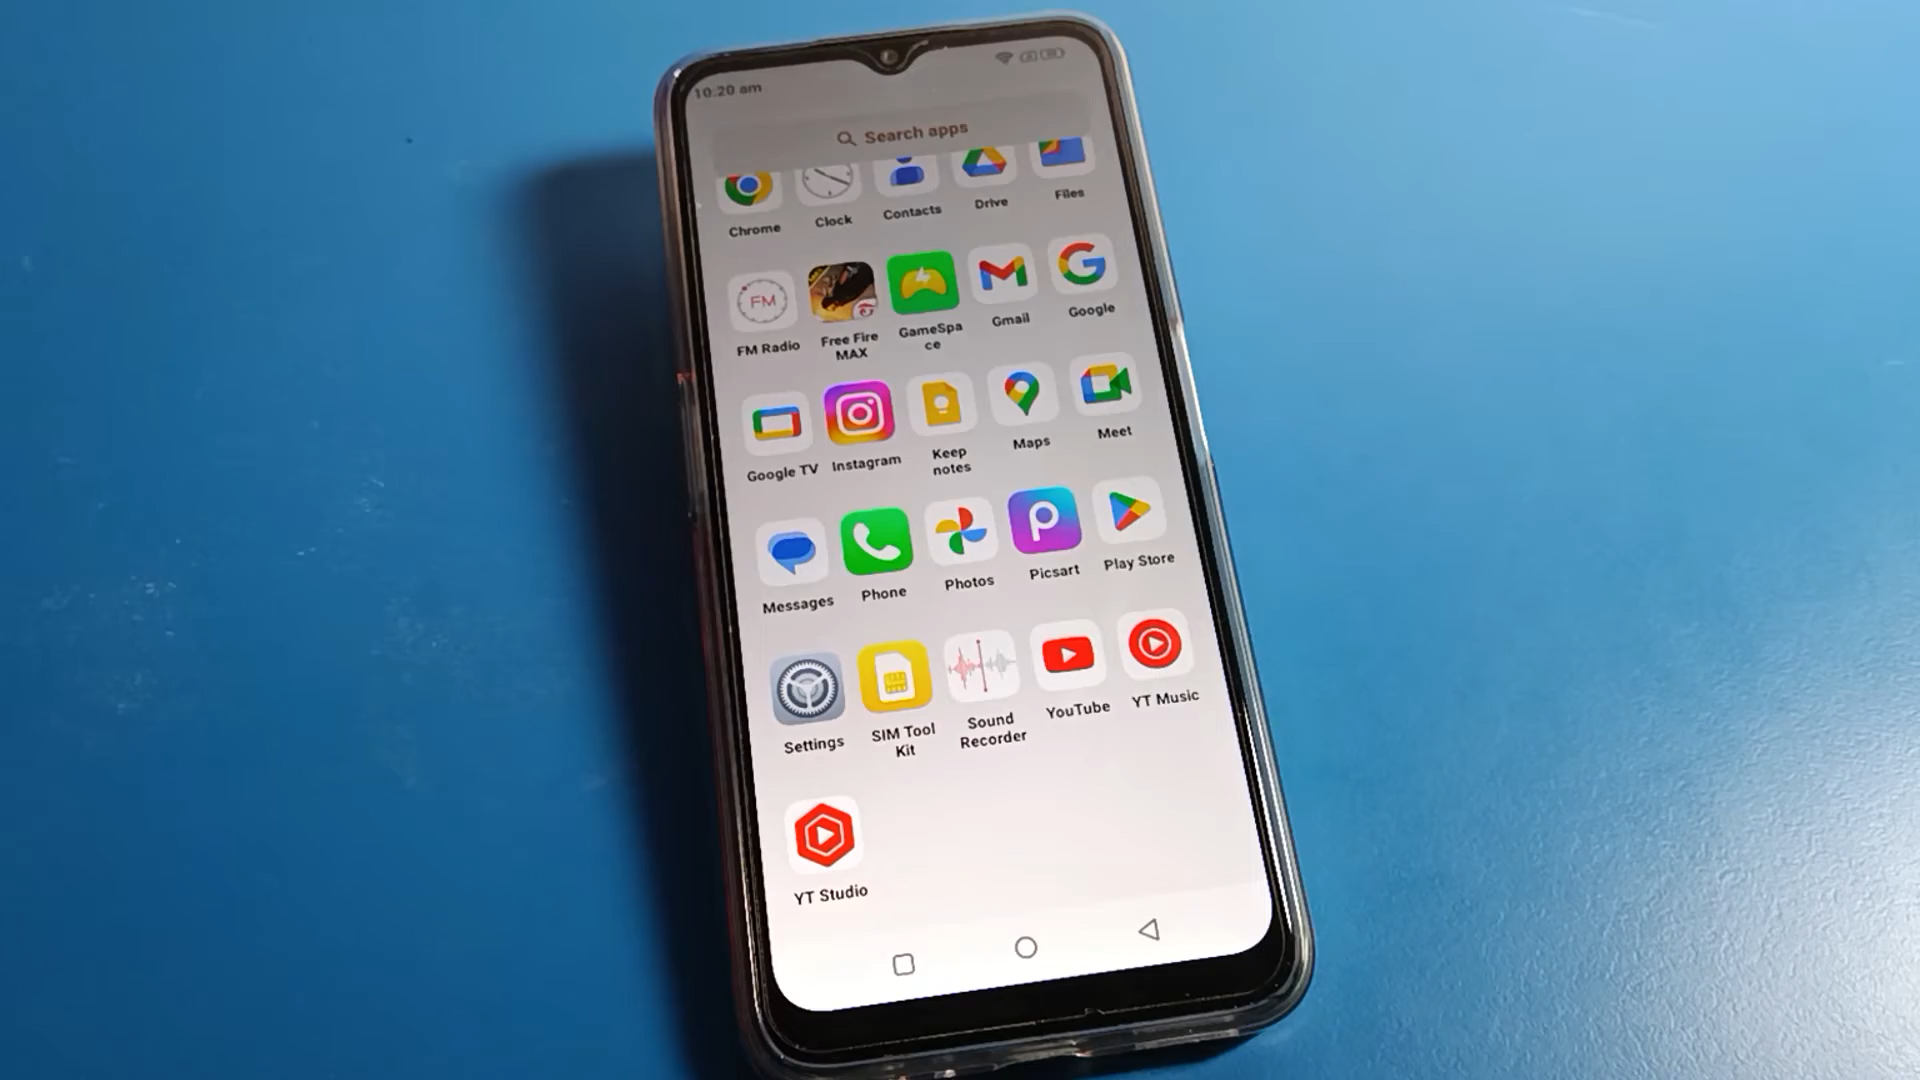 10:20 am
Search apps
Chrome Clock Contacts Drive Files
FM
FM Radio Free Fire MAX GameSpa ce Gmail Google
Google TV Instagram Keep notes Maps Meet
Messages Phone Photos Picsart Play Store
Settings SIM Tool Kit Sound Recorder YouTube YT Music
YT Studio